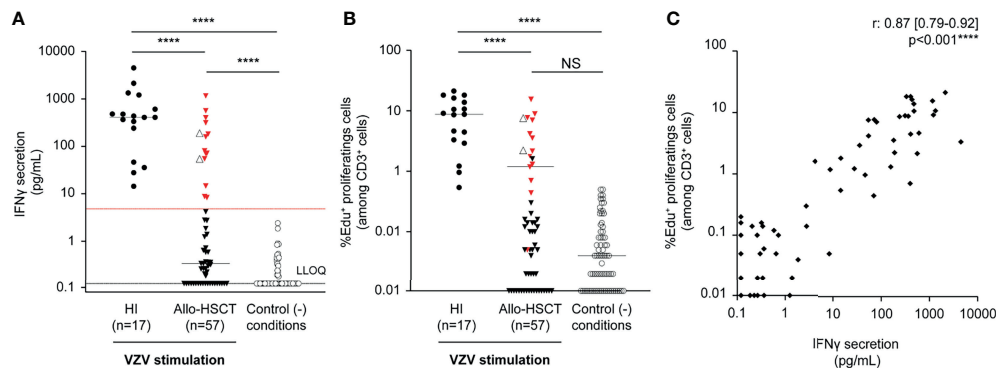 A
****
****
****
10000
1000
100
10
1
0.1
IFNγ secretion
(pg/mL)
LLOQ
HI
(n=17)
Allo-HSCT
(n=57)
Control (-)
conditions
VZV stimulation
B
****
****
NS
100
10
1
0.1
0.01
0.01
%Edu+ proliferatings cells
(among CD3+ cells)
HI
(n=17)
Allo-HSCT
(n=57)
Control (-)
conditions
VZV stimulation
C
r: 0.87 [0.79-0.92]
p<0.001****
100
10
1
0.1
0.01
%Edu+ proliferatings cells
(among CD3+ cells)
0.1
1
10
100
1000
10000
IFNγ secretion
(pg/mL)